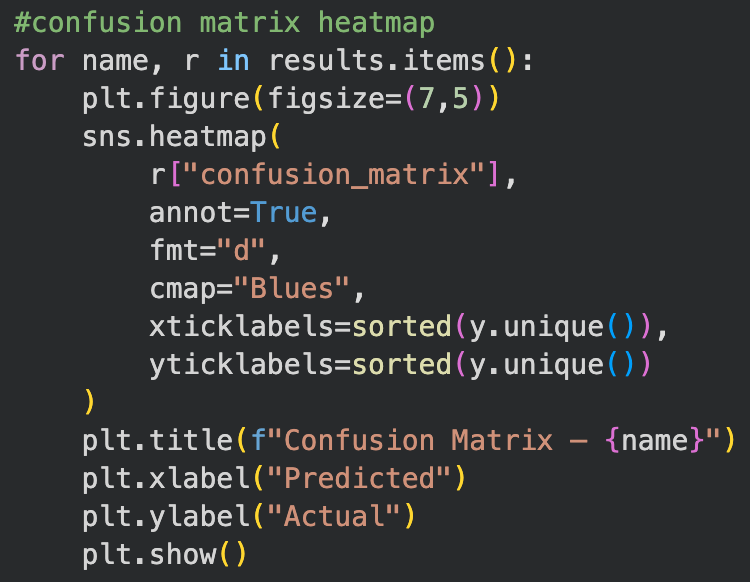 #confusion matrix heatmap
for name, r in results.items():
    plt.figure(figsize=(7,5))
    sns.heatmap(
        r["confusion_matrix"],
        annot=True,
        fmt="d",
        cmap="Blues",
        xticklabels=sorted(y.unique()),
        yticklabels=sorted(y.unique())
    )
    plt.title(f"Confusion Matrix – {name}")
    plt.xlabel("Predicted")
    plt.ylabel("Actual")
    plt.show()